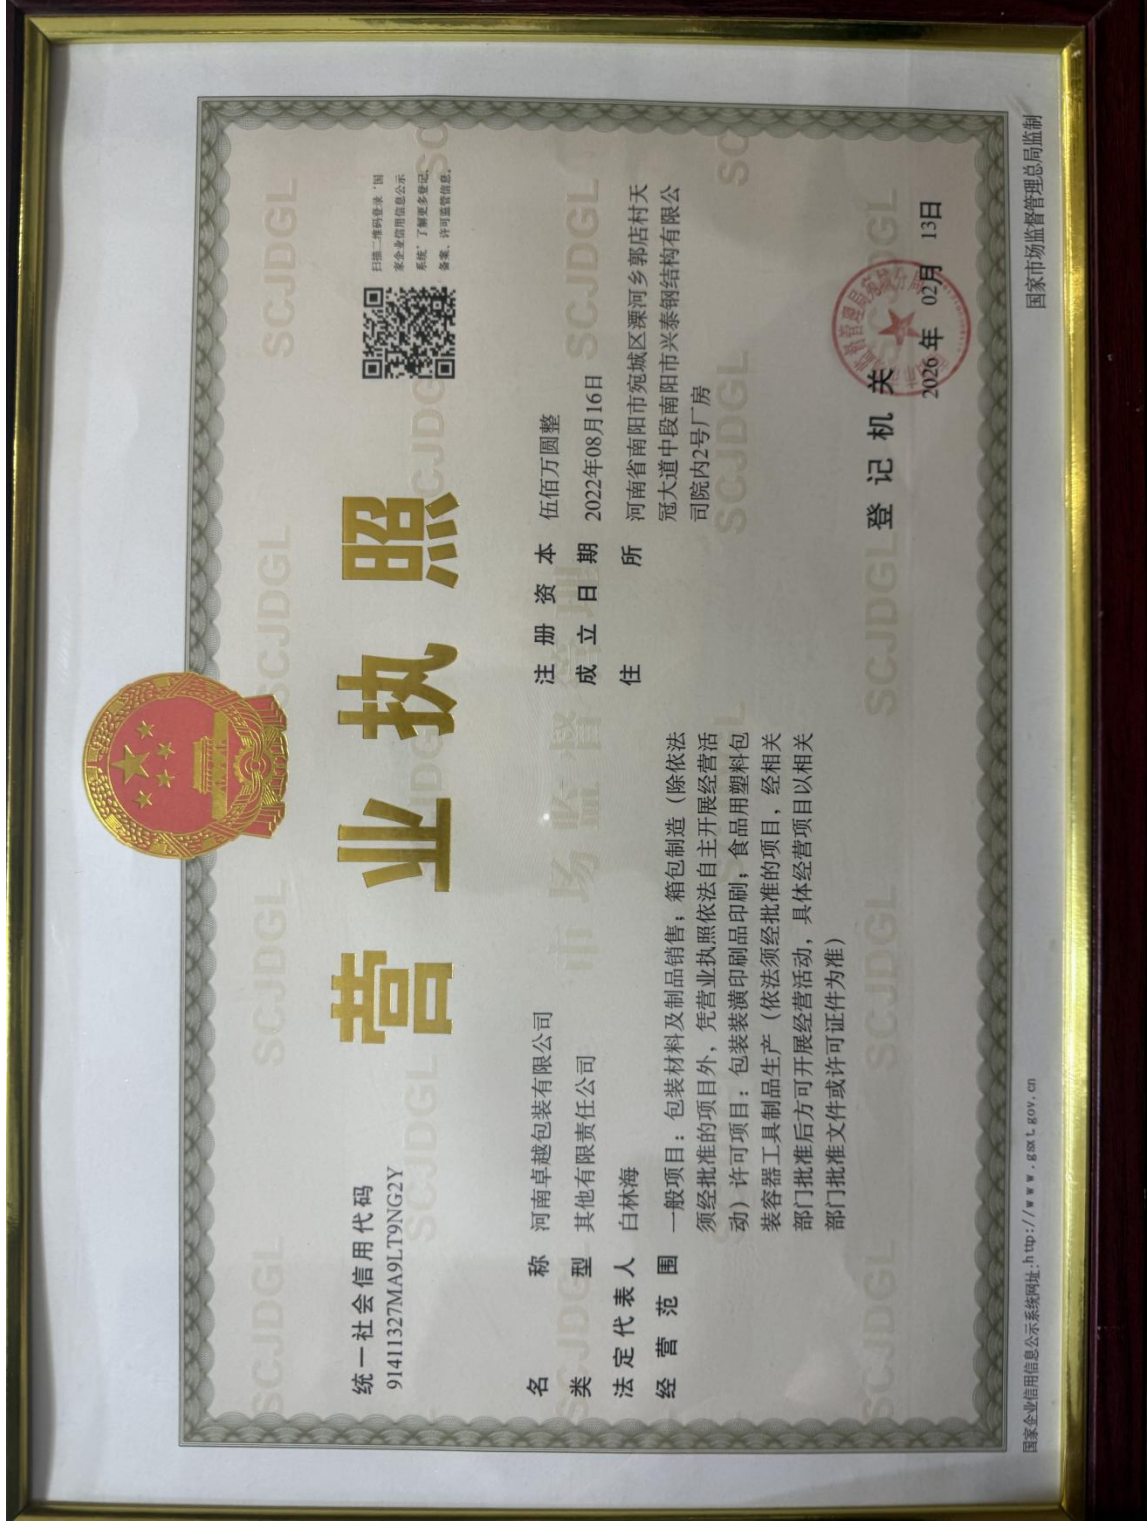 营业执照
统一社会信用代码
91411327MA9LT9NG2Y
扫描二维码登录‘国
家企业信用信息公示
系统’了解更多登记、
备案、许可监管信息。
名称 河南卓越包装有限公司
类型 其他有限责任公司
法定代表人 白林海
经营范围 一般项目：包装材料及制品销售；箱包制造（除依法
须经批准的项目外，凭营业执照依法自主开展经营活
动）许可项目：包装装潢印刷品印刷；食品用塑料包
装容器工具制品生产（依法须经批准的项目，经相关
部门批准后方可开展经营活动，具体经营项目以相关
部门批准文件或许可证件为准）
注册资本 伍佰万圆整
成立日期 2022年08月16日
住所 河南省南阳市宛城区溧河乡郭店村天
冠大道中段南阳市兴泰钢结构有限公
司院内2号厂房
登记机关
2026年 02月 13日
国家企业信用信息公示系统网址:http://www.gsxt.gov.cn
国家市场监督管理总局监制
市场监督管理
SCJDGL